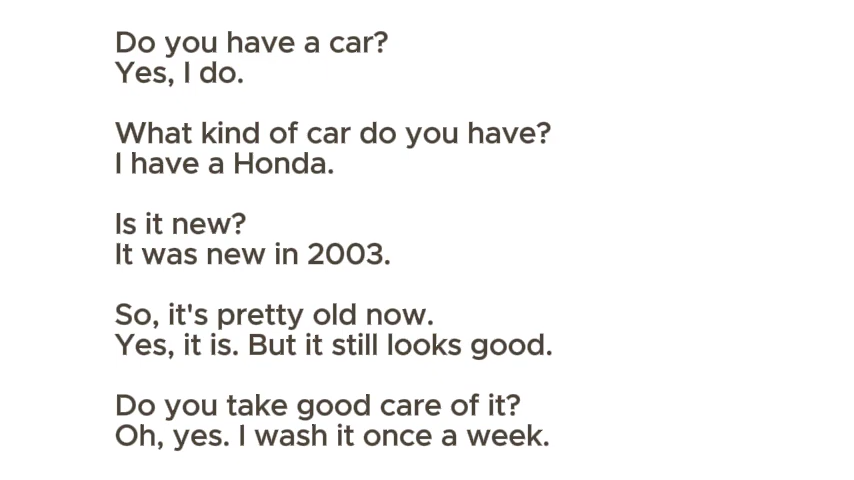 Do you have a car?
Yes, I do.
What kind of car do you have?
I have a Honda.
Is it new?
It was new in 2003.
So, it's pretty old now.
Yes, it is. But it still looks good.
Do you take good care of it?
Oh, yes. I wash it once a week.